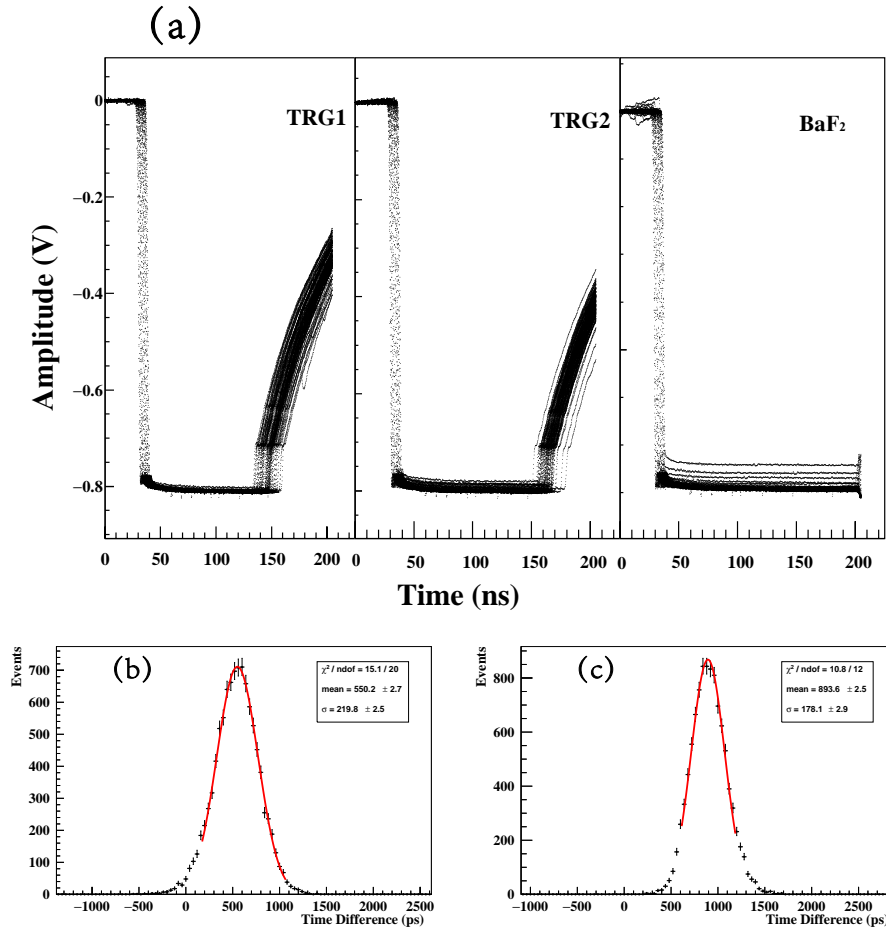 (a)
TRG1
TRG2
BaF₂
0
−0.2
−0.4
−0.6
−0.8
Amplitude (V)
0 50 100 150 200
0 50 100 150 200
0 50 100 150 200
Time (ns)
(b)
Events
χ² / ndof = 15.1 / 20
mean = 550.2 ± 2.7
σ = 219.8 ± 2.5
700
600
500
400
300
200
100
0
−1000 −500 0 500 1000 1500 2000 2500
Time Difference (ps)
(c)
Events
χ² / ndof = 10.8 / 12
mean = 893.6 ± 2.5
σ = 178.1 ± 2.9
800
600
400
200
0
−1000 −500 0 500 1000 1500 2000 2500
Time Difference (ps)